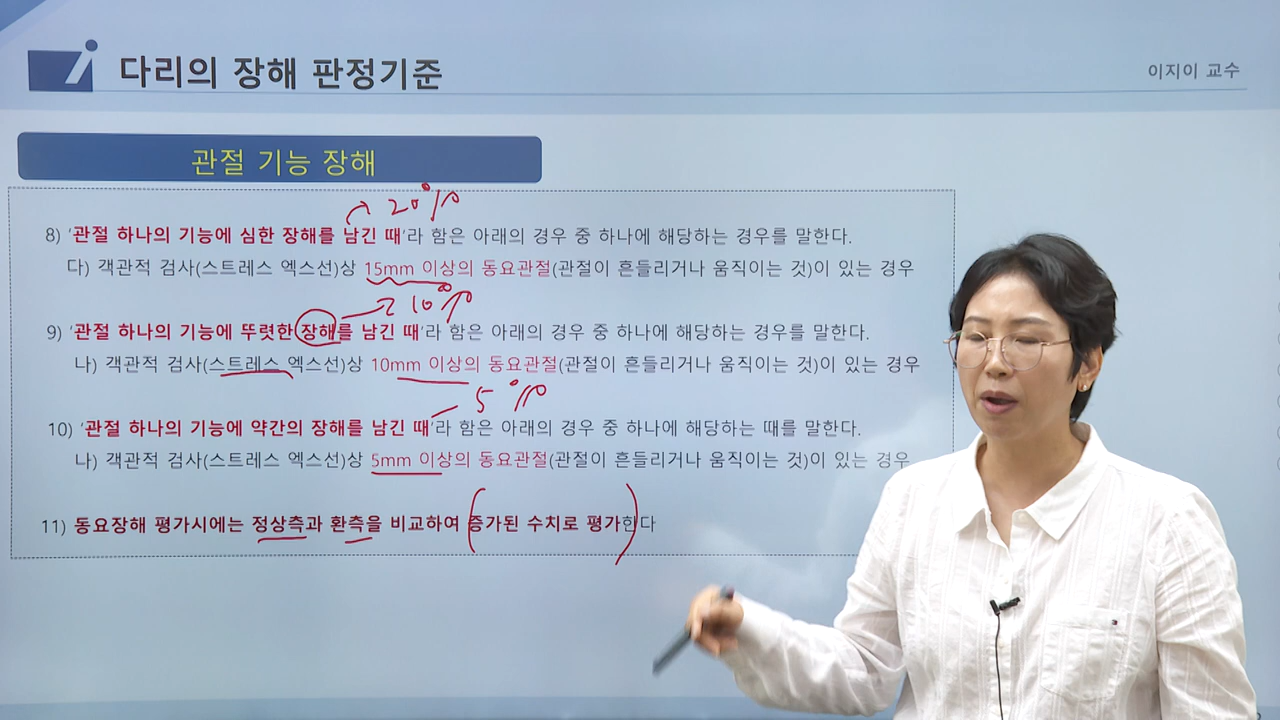 다리의 장해 판정기준
이지이 교수
관절 기능 장해
20%
8) '관절 하나의 기능에 심한 장해를 남긴 때'라 함은 아래의 경우 중 하나에 해당하는 경우를 말한다.
다) 객관적 검사(스트레스 엑스선)상 15mm 이상의 동요관절(관절이 흔들리거나 움직이는 것)이 있는 경우
10%
9) '관절 하나의 기능에 뚜렷한 장해를 남긴 때'라 함은 아래의 경우 중 하나에 해당하는 경우를 말한다.
나) 객관적 검사(스트레스 엑스선)상 10mm 이상의 동요관절(관절이 흔들리거나 움직이는 것)이 있는 경우
5%
10) '관절 하나의 기능에 약간의 장해를 남긴 때'라 함은 아래의 경우 중 하나에 해당하는 때를 말한다.
나) 객관적 검사(스트레스 엑스선)상 5mm 이상의 동요관절(관절이 흔들리거나 움직이는 것)이 있는 경우
11) 동요장해 평가시에는 정상측과 환측을 비교하여 증가된 수치로 평가한다